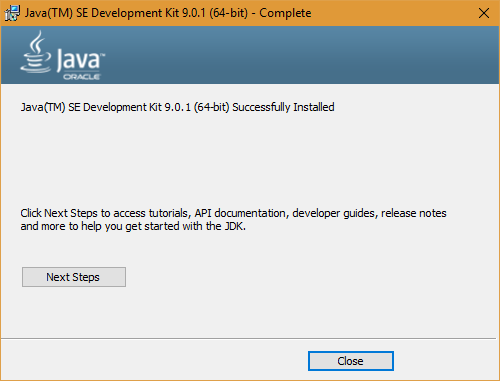 Java(TM) SE Development Kit 9.0.1 (64-bit) - Complete
Java™
ORACLE
Java(TM) SE Development Kit 9.0.1 (64-bit) Successfully Installed
Click Next Steps to access tutorials, API documentation, developer guides, release notes
and more to help you get started with the JDK.
Next Steps
Close